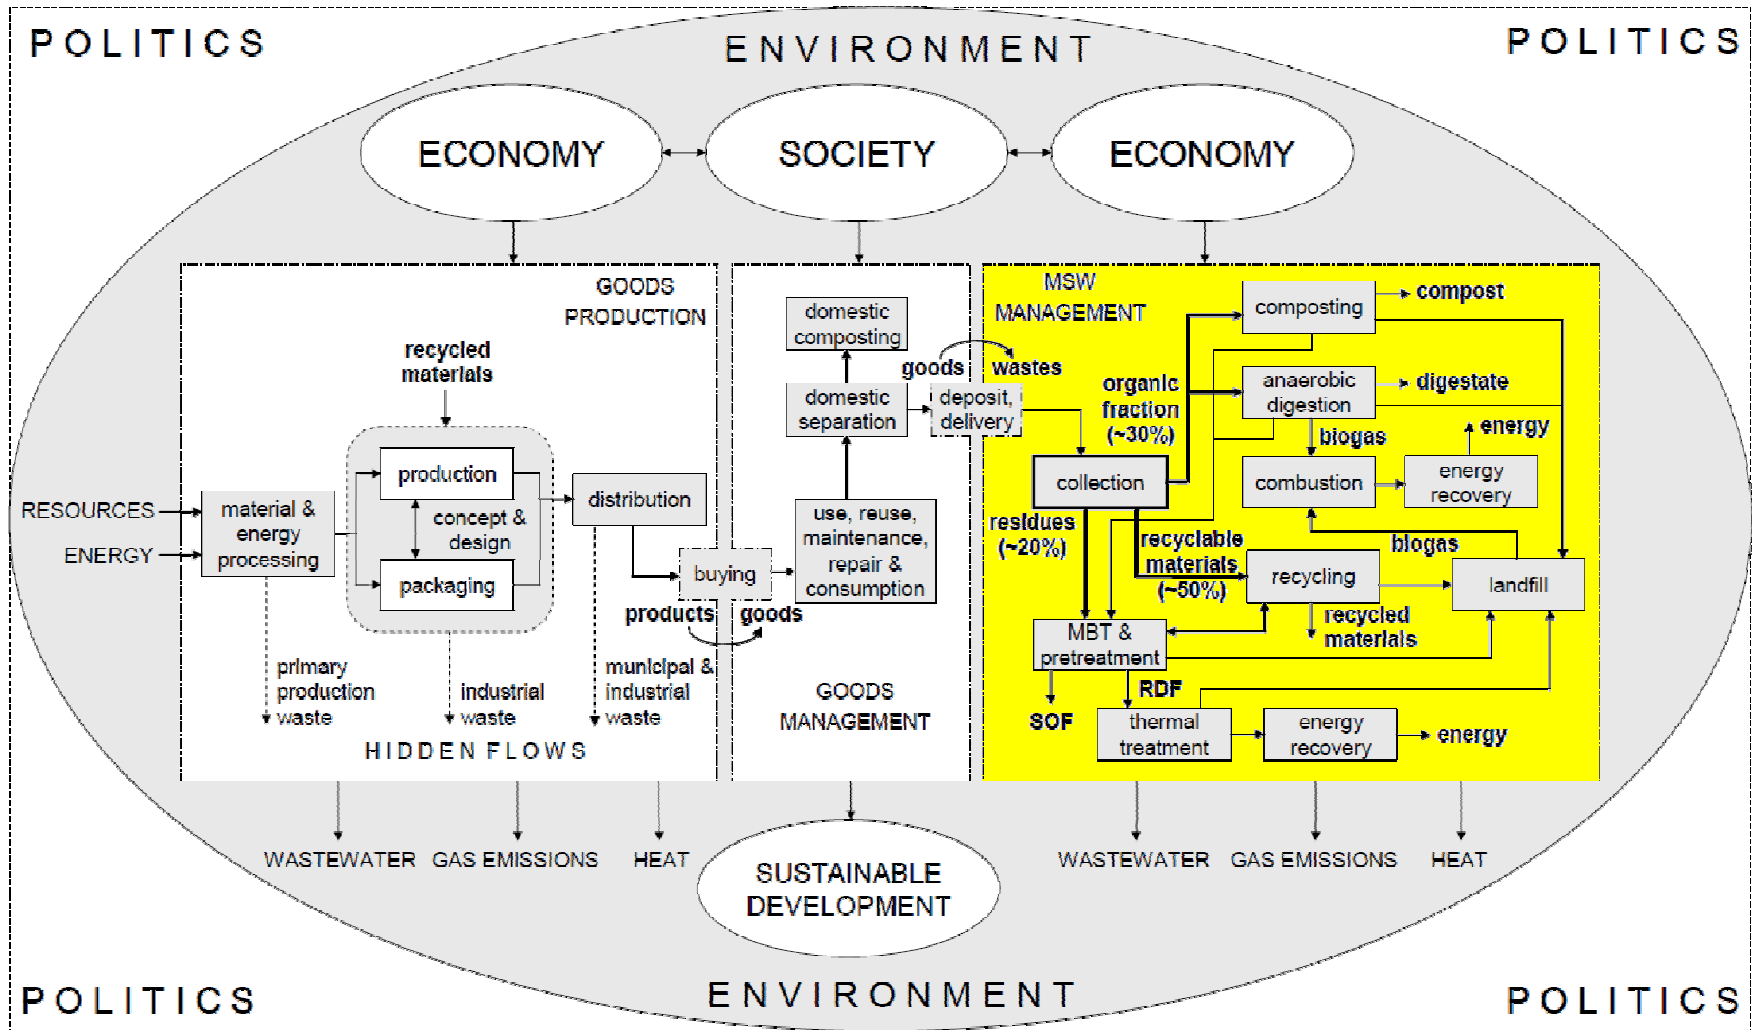 POLITICS
POLITICS
ENVIRONMENT
ECONOMY
SOCIETY
ECONOMY
GOODS
PRODUCTION
recycled
materials
RESOURCES
ENERGY
material &
energy
processing
production
concept &
design
packaging
distribution
primary
production
waste
industrial
waste
municipal &
industrial
waste
HIDDEN FLOWS
buying
products
goods
domestic
composting
domestic
separation
use, reuse,
maintenance,
repair &
consumption
GOODS
MANAGEMENT
goods
wastes
deposit,
delivery
MSW
MANAGEMENT
composting
compost
organic
fraction
(~30%)
anaerobic
digestion
digestate
biogas
energy
collection
combustion
energy
recovery
residues
(~20%)
recyclable
materials
(~50%)
biogas
recycling
landfill
recycled
materials
MBT &
pretreatment
SOF
RDF
thermal
treatment
energy
recovery
energy
WASTEWATER
GAS EMISSIONS
HEAT
SUSTAINABLE
DEVELOPMENT
WASTEWATER
GAS EMISSIONS
HEAT
POLITICS
ENVIRONMENT
POLITICS